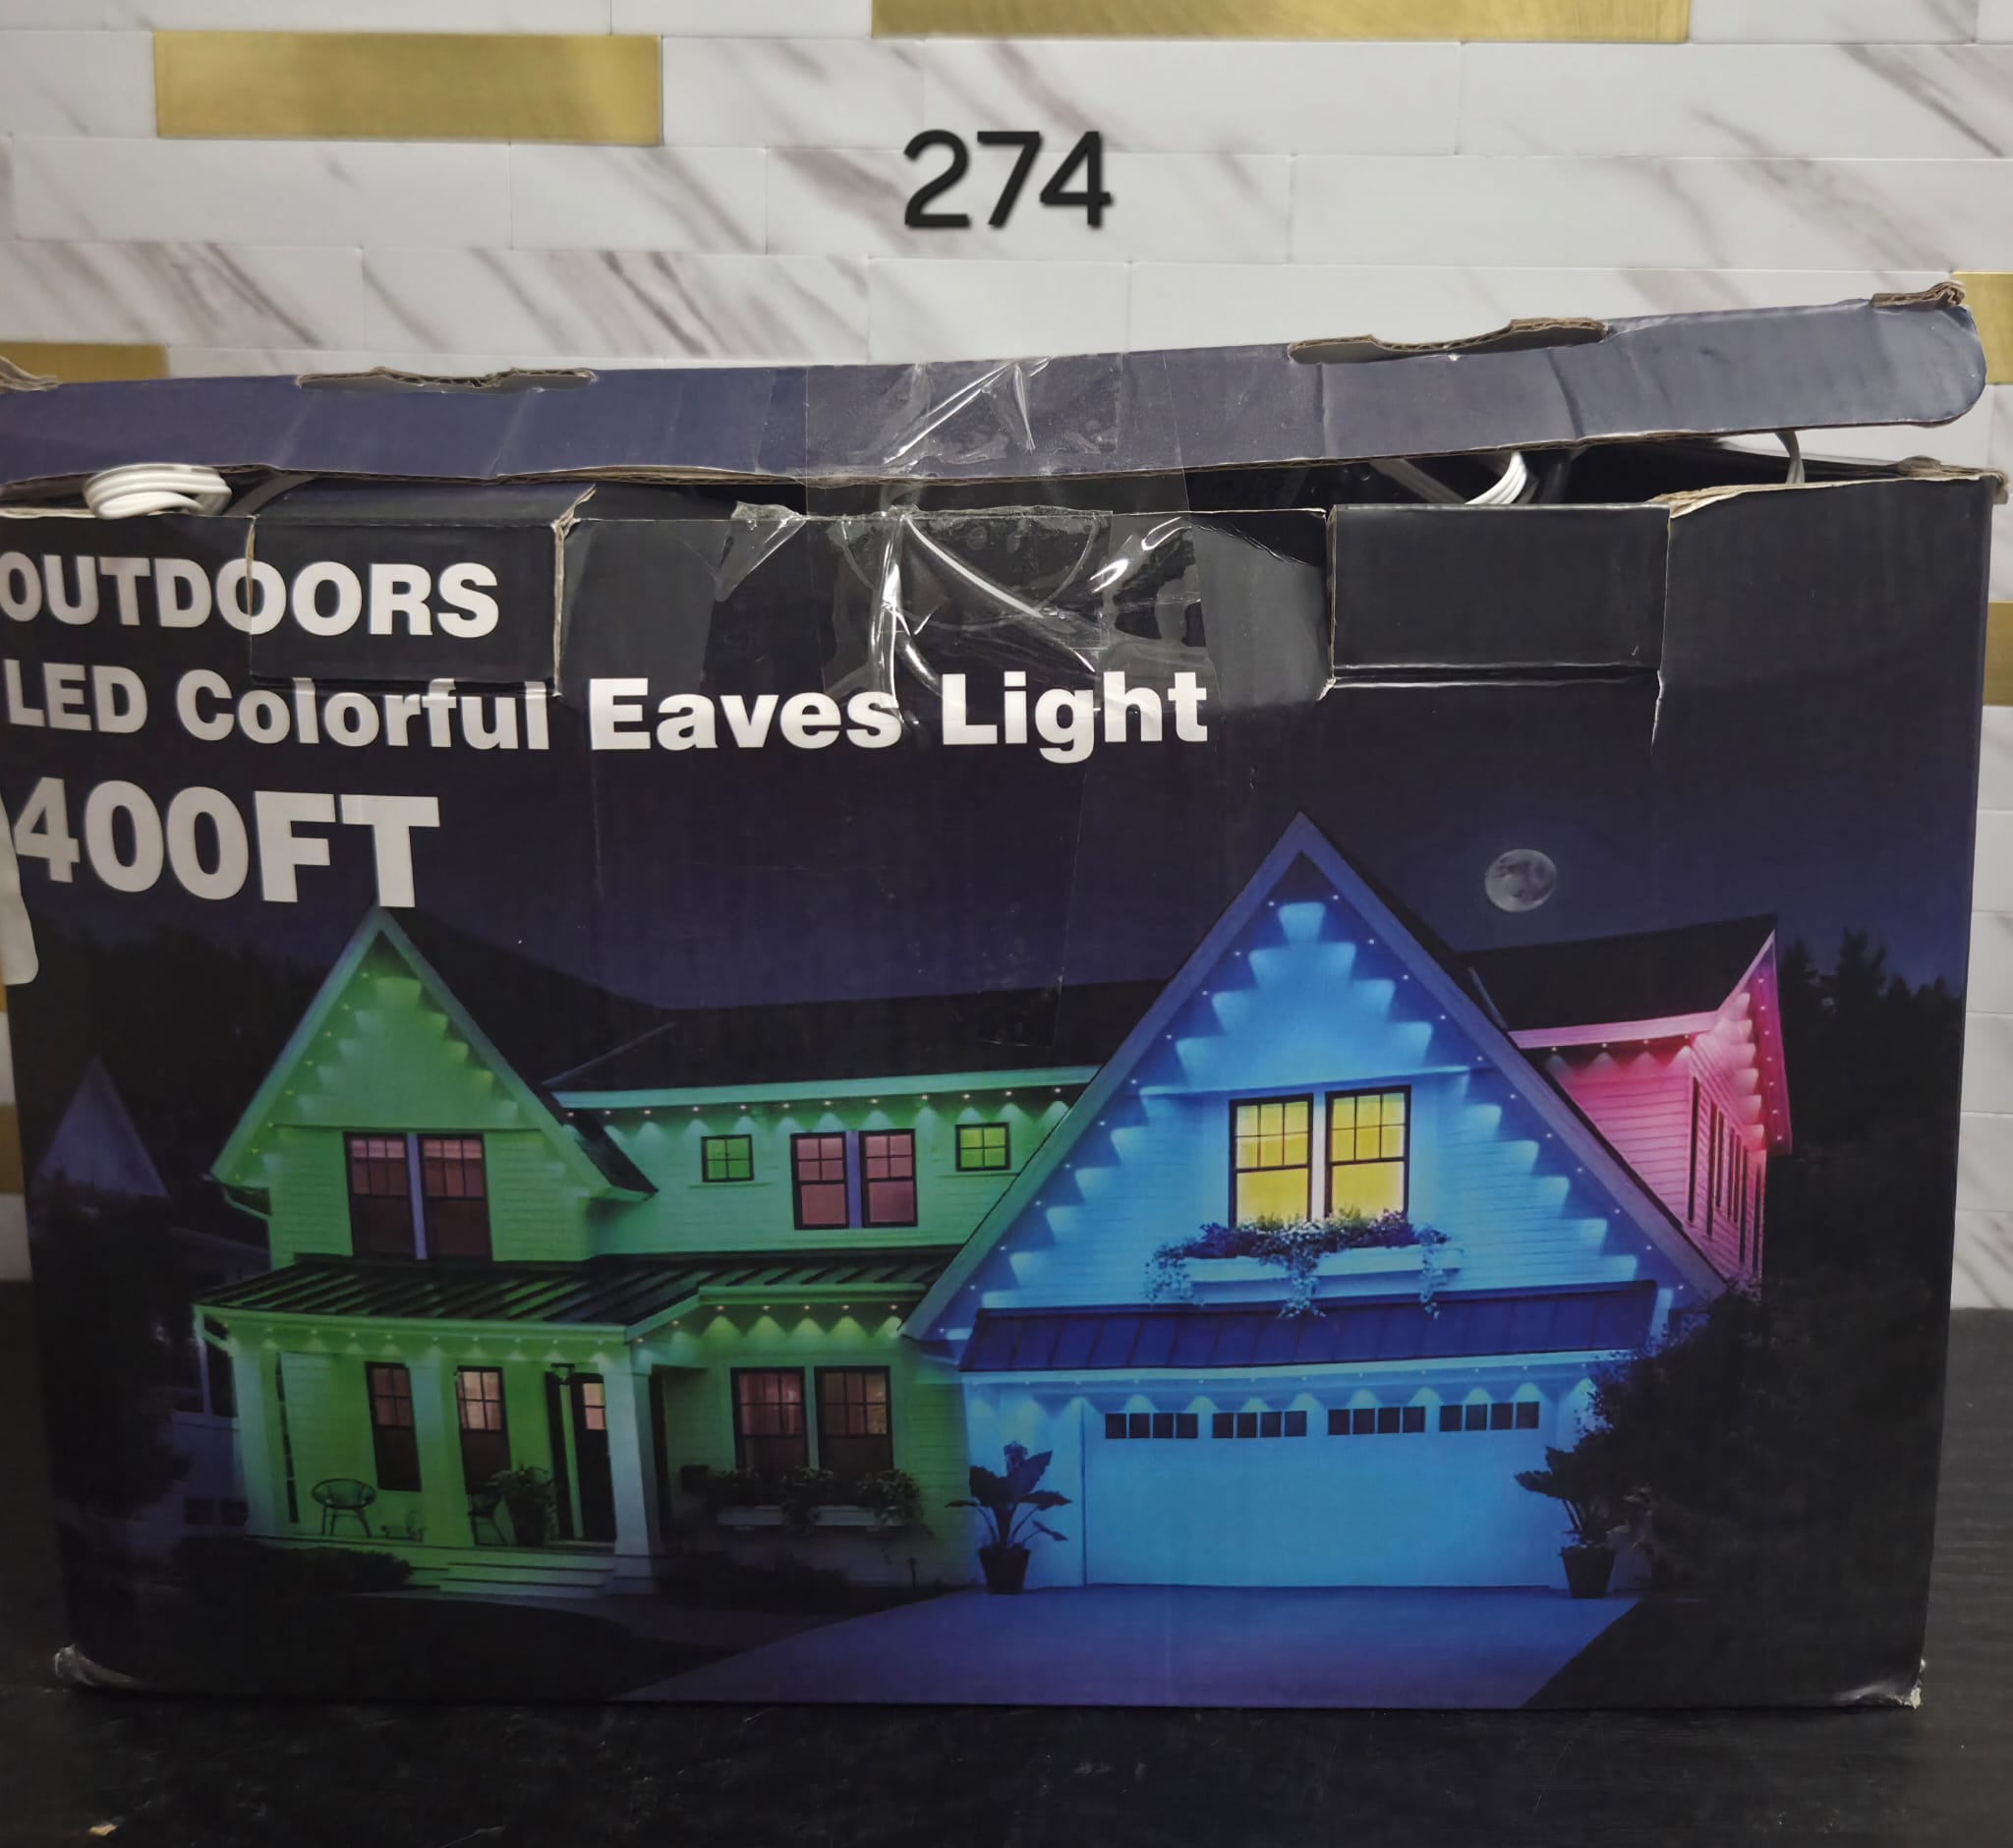 274
OUTDOORS
LED Colorful Eaves Light
400FT